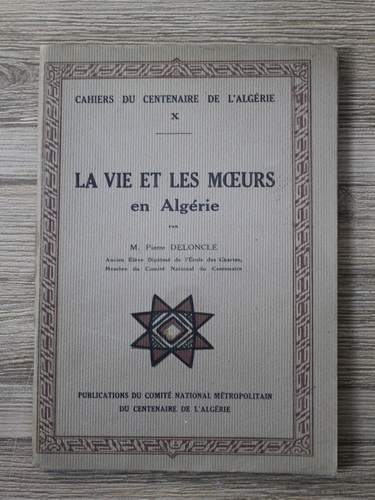 CAHIERS DU CENTENAIRE DE L'ALGÉRIE
X
LA VIE ET LES MŒURS
en Algérie
PAR
M. Pierre DELONCLE
Ancien Élève Diplômé de l'École des Chartes,
Membre du Comité National du Centenaire
PUBLICATIONS DU COMITÉ NATIONAL MÉTROPOLITAIN
DU CENTENAIRE DE L'ALGÉRIE